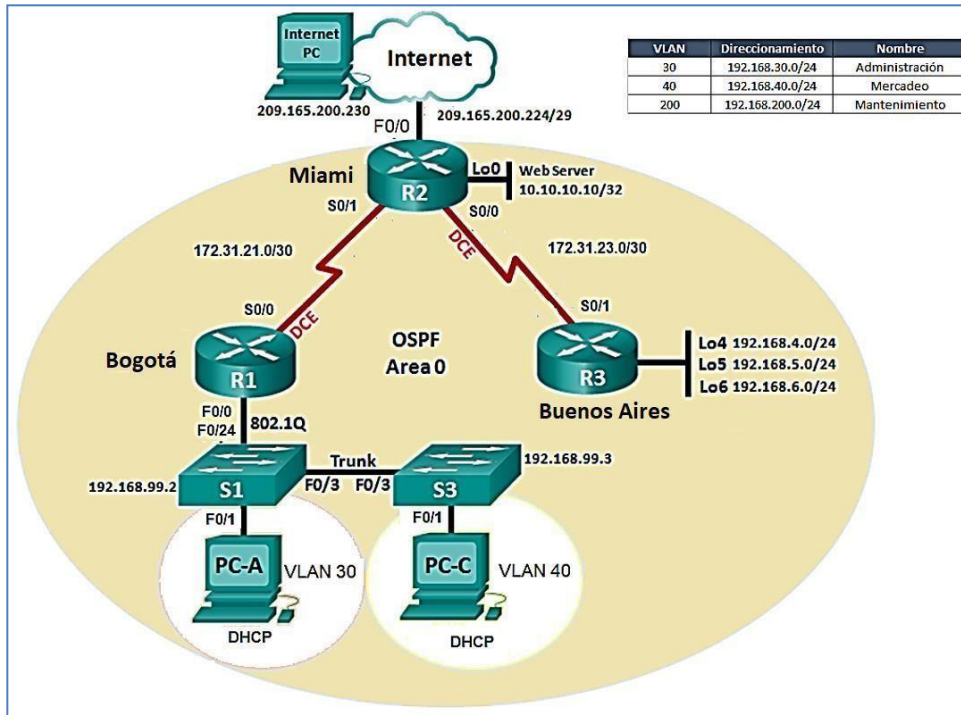 Internet
PC
Internet
VLAN Direccionamiento Nombre
30 192.168.30.0/24 Administración
40 192.168.40.0/24 Mercadeo
200 192.168.200.0/24 Mantenimiento
209.165.200.230
209.165.200.224/29
F0/0
Miami
R2
Lo0
Web Server
10.10.10.10/32
S0/1
S0/0
DCE
172.31.21.0/30
172.31.23.0/30
S0/0
DCE
S0/1
Bogotá
R1
OSPF
Area 0
R3
Buenos Aires
Lo4 192.168.4.0/24
Lo5 192.168.5.0/24
Lo6 192.168.6.0/24
F0/0
F0/24
802.1Q
Trunk
192.168.99.3
192.168.99.2
S1
F0/3
F0/3
S3
F0/1
F0/1
PC-A
VLAN 30
PC-C
VLAN 40
DHCP
DHCP